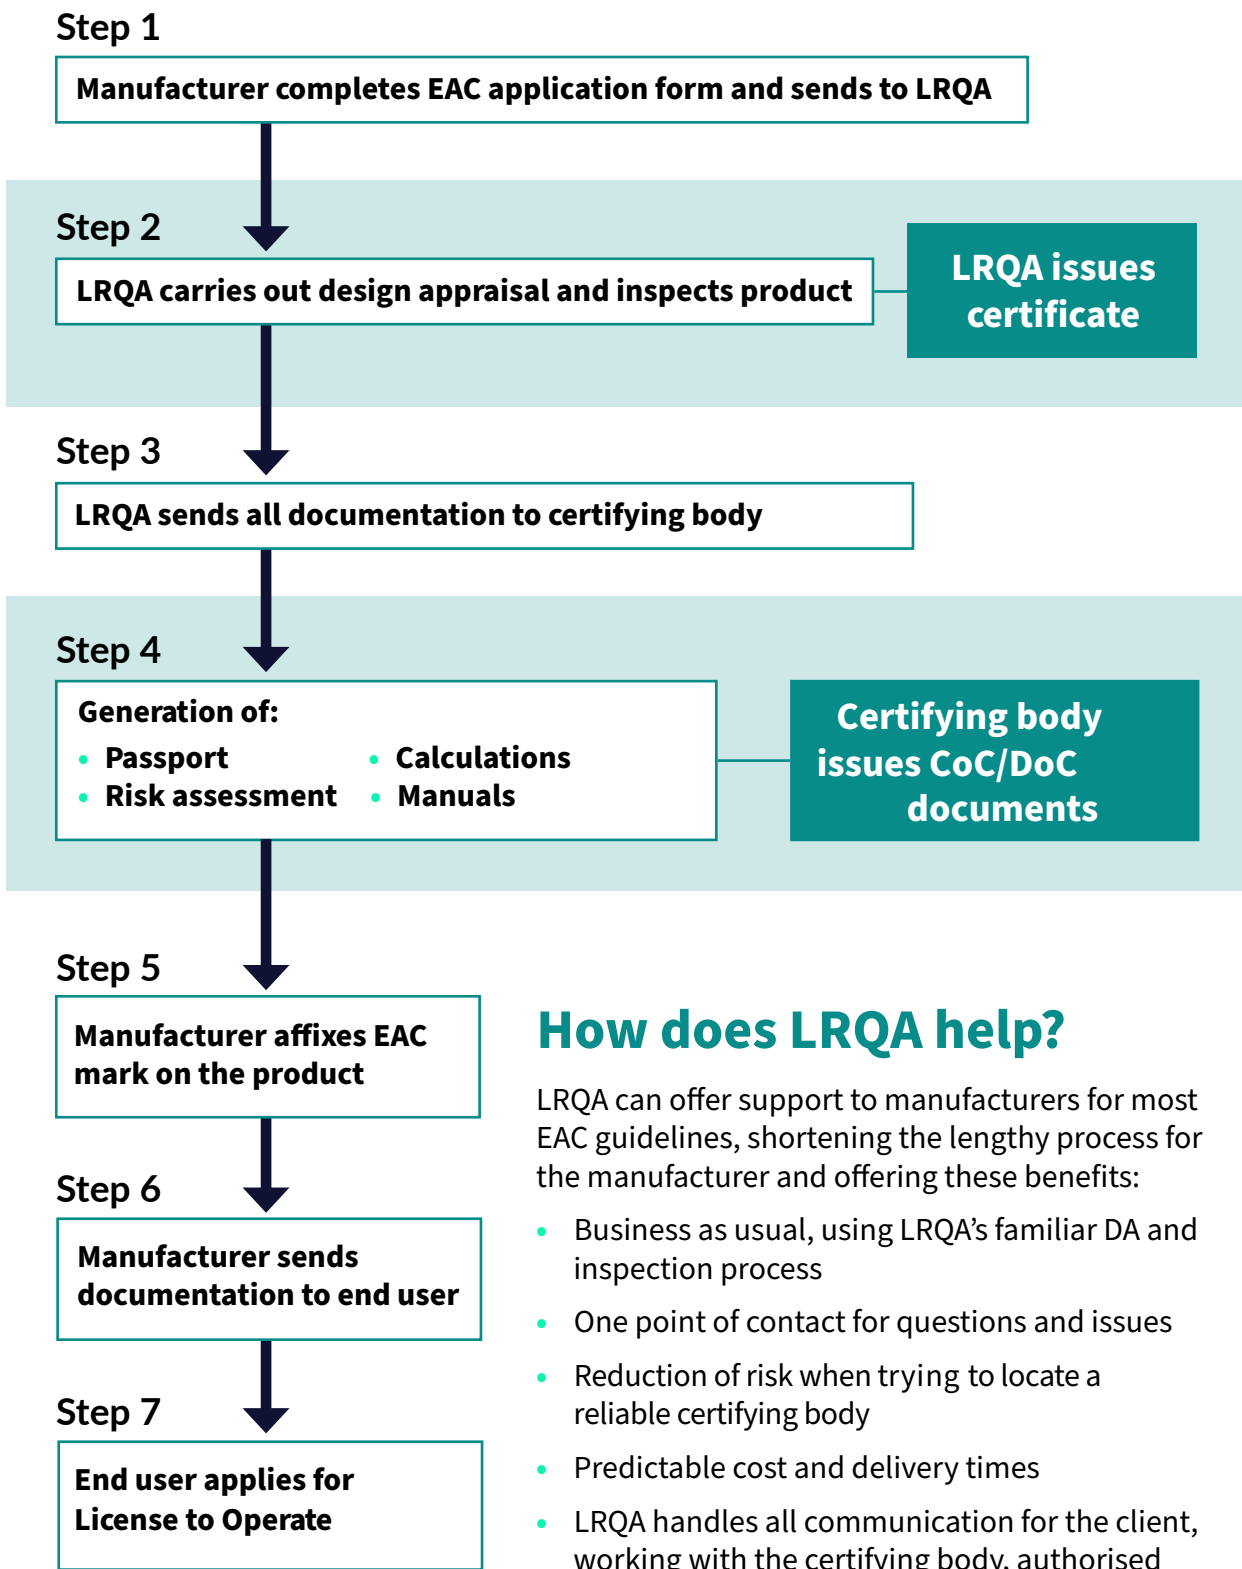 Step 1
Manufacturer completes EAC application form and sends to LRQA
Step 2
LRQA carries out design appraisal and inspects product
LRQA issues
certificate
Step 3
LRQA sends all documentation to certifying body
Step 4
Generation of:
• Passport
• Calculations
• Risk assessment
• Manuals
Certifying body
issues CoC/DoC
documents
Step 5
Manufacturer affixes EAC
mark on the product
Step 6
Manufacturer sends
documentation to end user
Step 7
End user applies for
License to Operate
How does LRQA help?
LRQA can offer support to manufacturers for most
EAC guidelines, shortening the lengthy process for
the manufacturer and offering these benefits:
• Business as usual, using LRQA’s familiar DA and
inspection process
• One point of contact for questions and issues
• Reduction of risk when trying to locate a
reliable certifying body
• Predictable cost and delivery times
• LRQA handles all communication for the client,
working with the certifying body, authorised